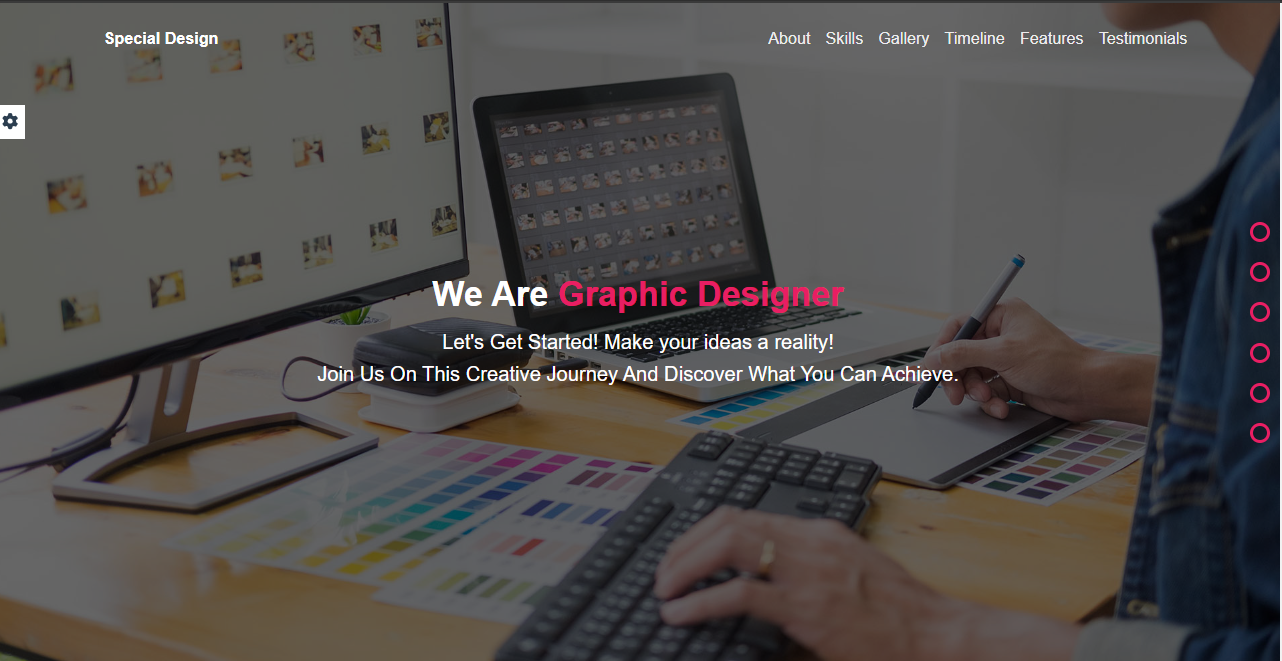 Special Design
About Skills Gallery Timeline Features Testimonials
We Are Graphic Designer
Let's Get Started! Make your ideas a reality!
Join Us On This Creative Journey And Discover What You Can Achieve.